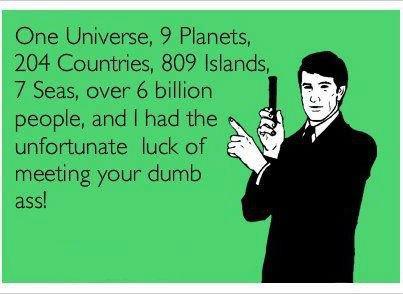 One Universe, 9 Planets,
204 Countries, 809 Islands,
7 Seas, over 6 billion
people, and I had the
unfortunate luck of
meeting your dumb
ass!